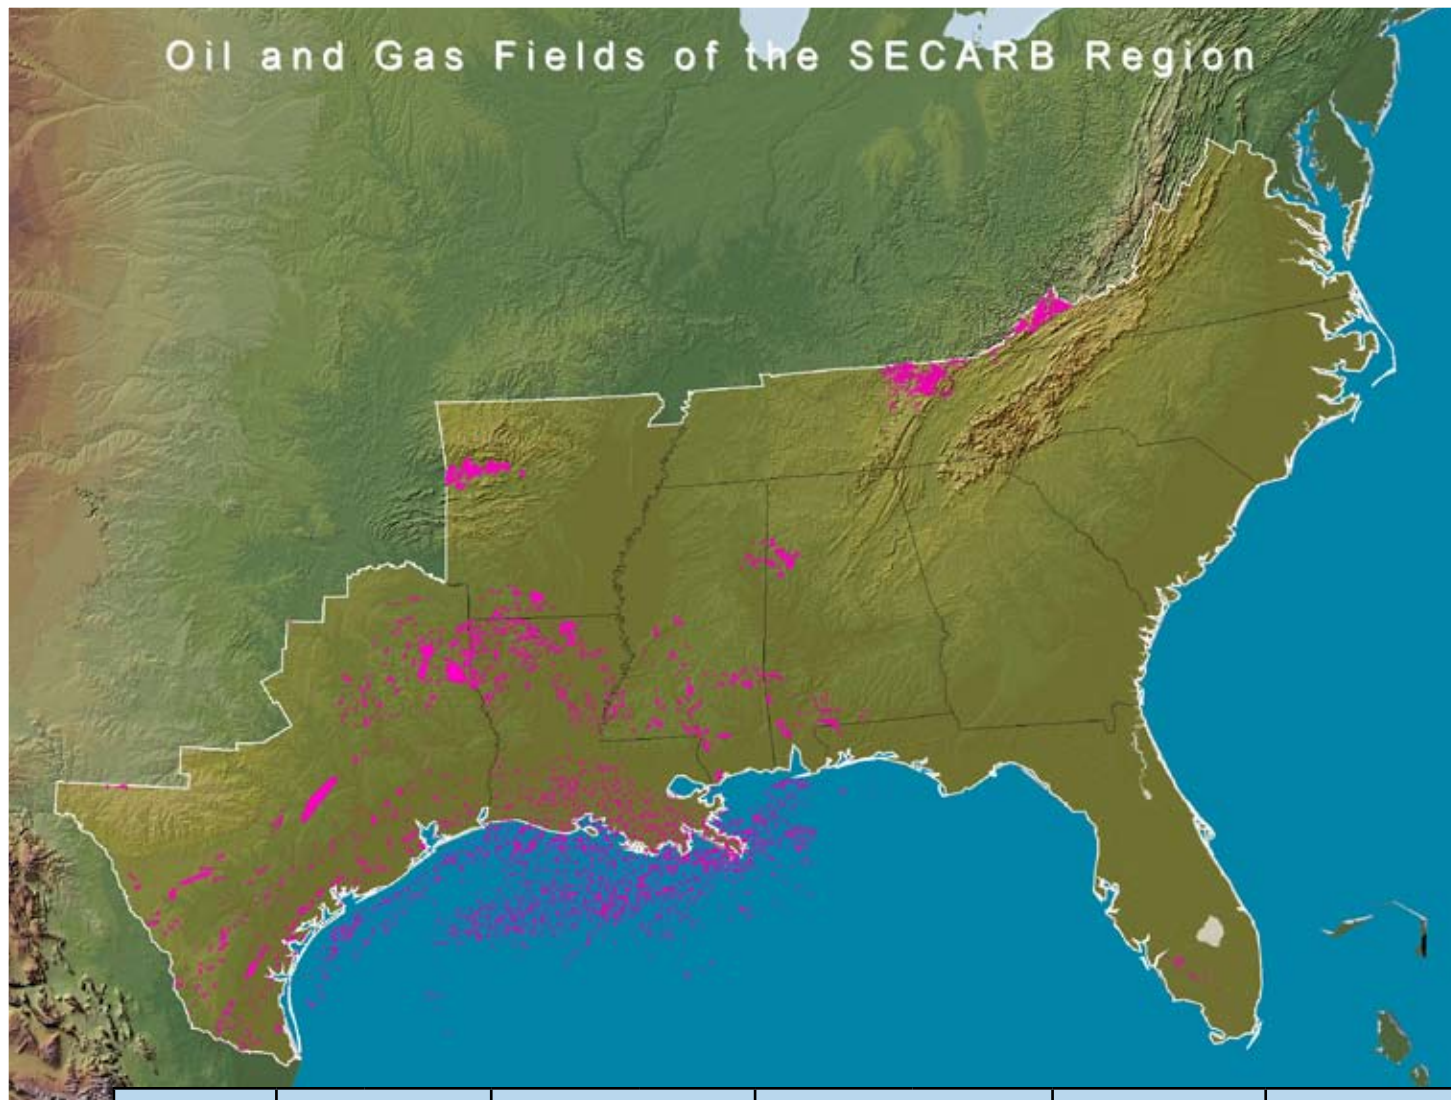 Oil and Gas Fields of the SECARB Region